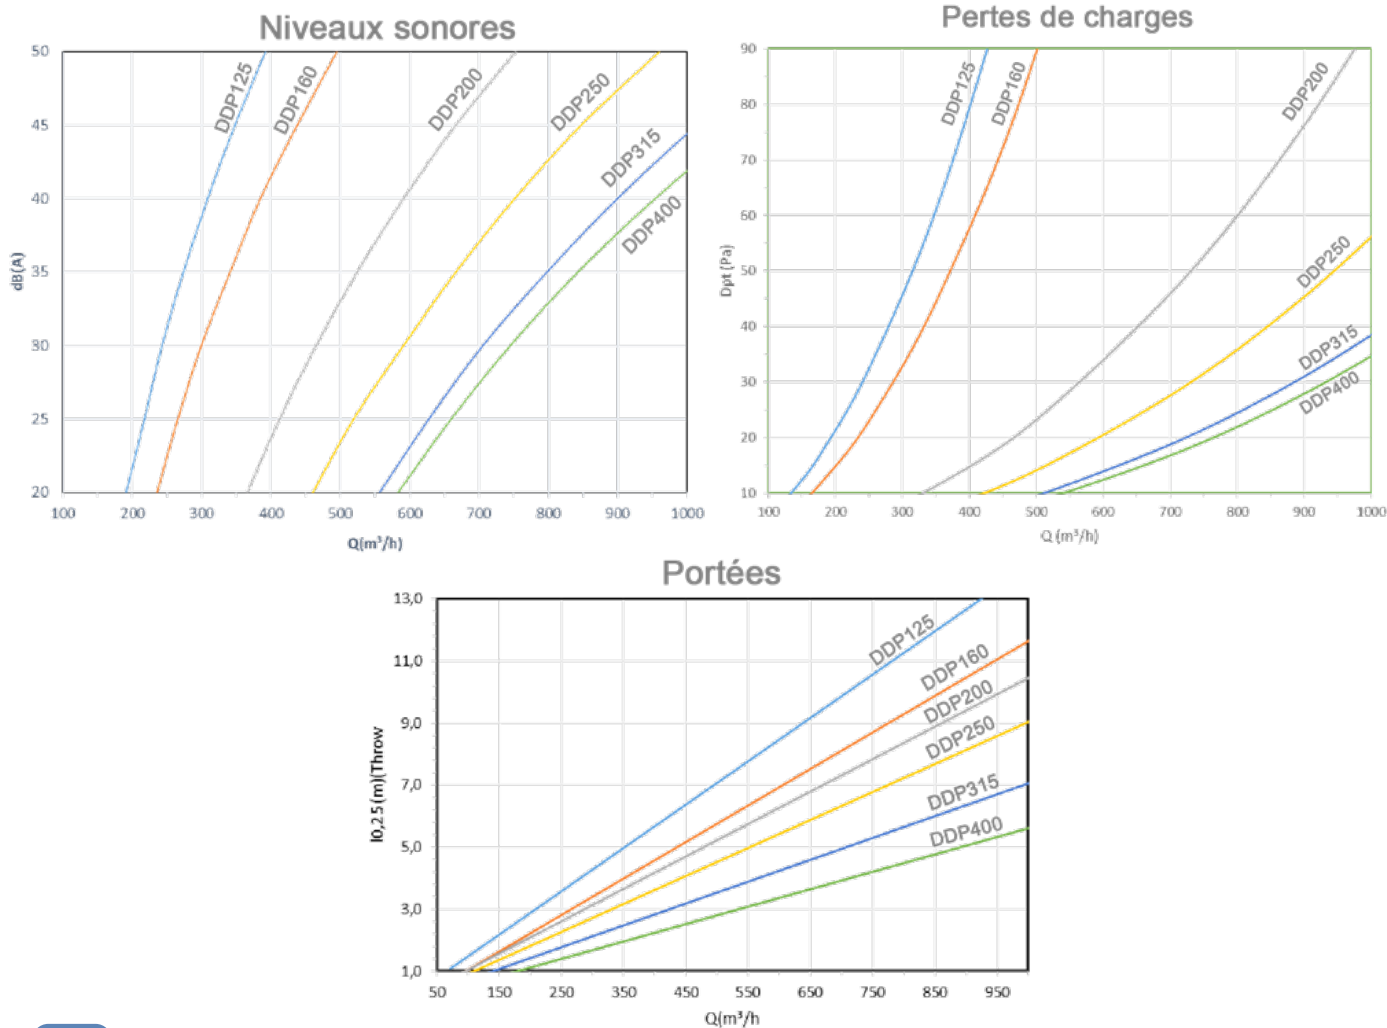 Niveaux sonores
50
45
40
35
30
25
20
dB(A)
DDP125
DDP160
DDP200
DDP250
DDP315
DDP400
100 200 300 400 500 600 700 800 900 1000
Q(m³/h)
Pertes de charges
90
80
70
60
50
40
30
20
10
Dpt (Pa)
DDP125
DDP160
DDP200
DDP250
DDP315
DDP400
100 200 300 400 500 600 700 800 900 1000
Q (m³/h)
Portées
13,0
11,0
9,0
7,0
5,0
3,0
1,0
l0,25 (m)(Throw
DDP125
DDP160
DDP200
DDP250
DDP315
DDP400
50 150 250 350 450 550 650 750 850 950
Q(m³/h